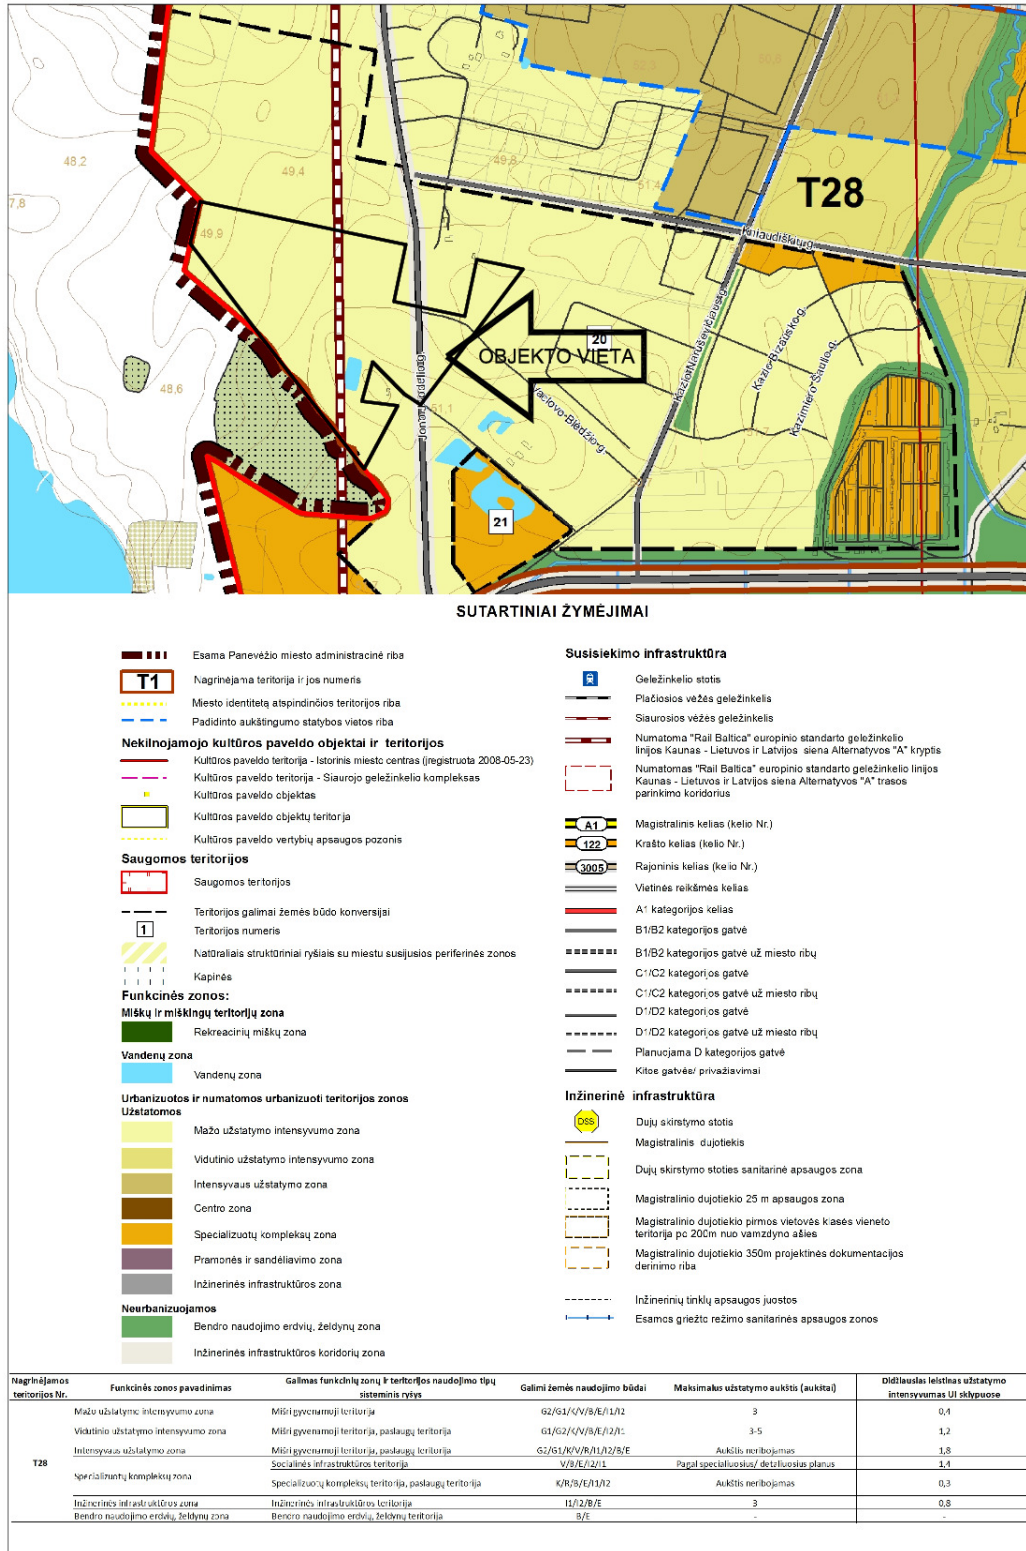 48,2
7,8
49,4
49,9
48,6
53,3
50,8
49,8
51,4
51,1
T28
Kniaudiškių g.
Kazio Naruševičiaus g.
Kazio Bizausko g.
Kazimiero Šaulio g.
Vaclovo Bliėdžio g.
20
OBJEKTO VIETA
21
SUTARTINIAI ŽYMĖJIMAI
Esama Panevėžio miesto administracinė riba
T1 Nagrinėjama teritorija ir jos numeris
Miesto identitetą atspindinčios teritorijos riba
Padidinto aukštingumo statybos vietos riba
Nekilnojamojo kultūros paveldo objektai ir teritorijos
Kultūros paveldo teritorija - Istorinis miesto centras (įregistruota 2008-05-23)
Kultūros paveldo teritorija - Siaurojo geležinkelio kompleksas
Kultūros paveldo objektas
Kultūros paveldo objektų teritorija
Kultūros paveldo vertybių apsaugos pozonis
Saugomos teritorijos
Saugomos teritorijos
Teritorijos galimai žemės būdo konversijai
1 Teritorijos numeris
Natūraliais struktūriniai ryšiais su miestu susijusios periferinės zonos
Kapinės
Funkcinės zonos:
Miškų ir miškingų teritorijų zona
Rekreacinių miškų zona
Vandenų zona
Vandenų zona
Urbanizuotos ir numatomos urbanizuoti teritorijos zonos
Užstatomos
Mažo užstatymo intensyvumo zona
Vidutinio užstatymo intensyvumo zona
Intensyvaus užstatymo zona
Centro zona
Specializuotų kompleksų zona
Pramonės ir sandėliavimo zona
Inžinerinės infrastruktūros zona
Neurbanizuojamos
Bendro naudojimo erdvių, želdynų zona
Inžinerinės infrastruktūros koridorių zona
Susisiekimo infrastruktūra
Geležinkelio stotis
Plačiosios vėžės geležinkelis
Siaurosios vėžės geležinkelis
Numatoma "Rail Baltica" europinio standarto geležinkelio
linijos Kaunas - Lietuvos ir Latvijos siena Alternatyvos "A" kryptis
Numatomas "Rail Baltica" europinio standarto geležinkelio linijos
Kaunas - Lietuvos ir Latvijos siena Alternatyvos "A" trasos
parinkimo koridorius
A1 Magistralinis kelias (kelio Nr.)
122 Krašto kelias (kelio Nr.)
3005 Rajoninis kelias (kelio Nr.)
Vietinės reikšmės kelias
A1 kategorijos kelias
B1/B2 kategorijos gatvė
B1/B2 kategorijos gatvė už miesto ribų
C1/C2 kategorijos gatvė
C1/C2 kategorijos gatvė už miesto ribų
D1/D2 kategorijos gatvė
D1/D2 kategorijos gatvė už miesto ribų
Planuojama D kategorijos gatvė
Kitos gatvės/ privažiavimai
Inžinerinė infrastruktūra
DSS Dujų skirstymo stotis
Magistralinis dujotiekis
Dujų skirstymo stoties sanitarinė apsaugos zona
Magistralinio dujotiekio 25 m apsaugos zona
Magistralinio dujotiekio pirmos vietovės klasės vieneto
teritorija po 200m nuo vamzdyno ašies
Magistralinio dujotiekio 350m projektinės dokumentacijos
derinimo riba
Inžinerinių tinklų apsaugos juostos
Esamos griežto režimo sanitarinės apsaugos zonos
Nagrinėjamos teritorijos Nr. Funkcinės zonos pavadinimas Galimas funkcinių zonų ir teritorijos naudojimo tipų sisteminis ryšys Galimi žemės naudojimo būdai Maksimalus užstatymo aukštis (aukštai) Didžiausias leistinas užstatymo intensyvumas UI sklypuose
T28
Mažo užstatymo intensyvumo zona Mišri gyvenamoji teritorija G2/G1/K/V/B/E/I1/I2 3 0,4
Vidutinio užstatymo intensyvumo zona Mišri gyvenamoji teritorija, paslaugų teritorija G1/G2/K/V/B/E/I2/I1 3-5 1,2
Intensyvaus užstatymo zona Mišri gyvenamoji teritorija, paslaugų teritorija G2/G1/K/V/R/I1/I2/B/E Aukštis neribojamas 1,8
Specializuotų kompleksų zona Socialinės infrastruktūros teritorija V/B/E/I2/I1 Pagal specialiuosius/ detaliuosius planus 1,4
Specializuotų kompleksų teritorija, paslaugų teritorija K/R/B/E/I1/I2 Aukštis neribojamas 0,3
Inžinerinės infrastruktūros zona Inžinerinės infrastruktūros teritorija I1/I2/B/E 3 0,8
Bendro naudojimo erdvių, želdynų zona Bendro naudojimo erdvių, želdynų teritorija B/E - -